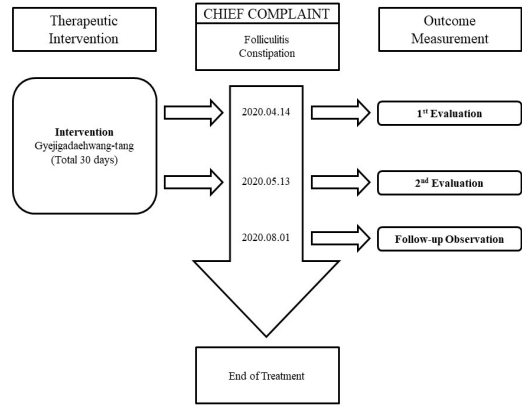 Therapeutic
Intervention
CHIEF COMPLAINT
Folliculitis
Constipation
Outcome
Measurement
Intervention
Gyejigadaehwang-tang
(Total 30 days)
2020.04.14
1st Evaluation
2020.05.13
2nd Evaluation
2020.08.01
Follow-up Observation
End of Treatment